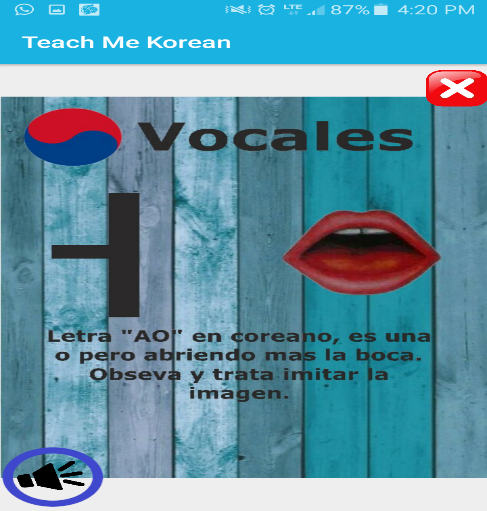 LTE 87% 4:20 PM
Teach Me Korean
Vocales
ㅓ
Letra "AO" en coreano, es una
o pero abriendo mas la boca.
Obseva y trata imitar la
imagen.